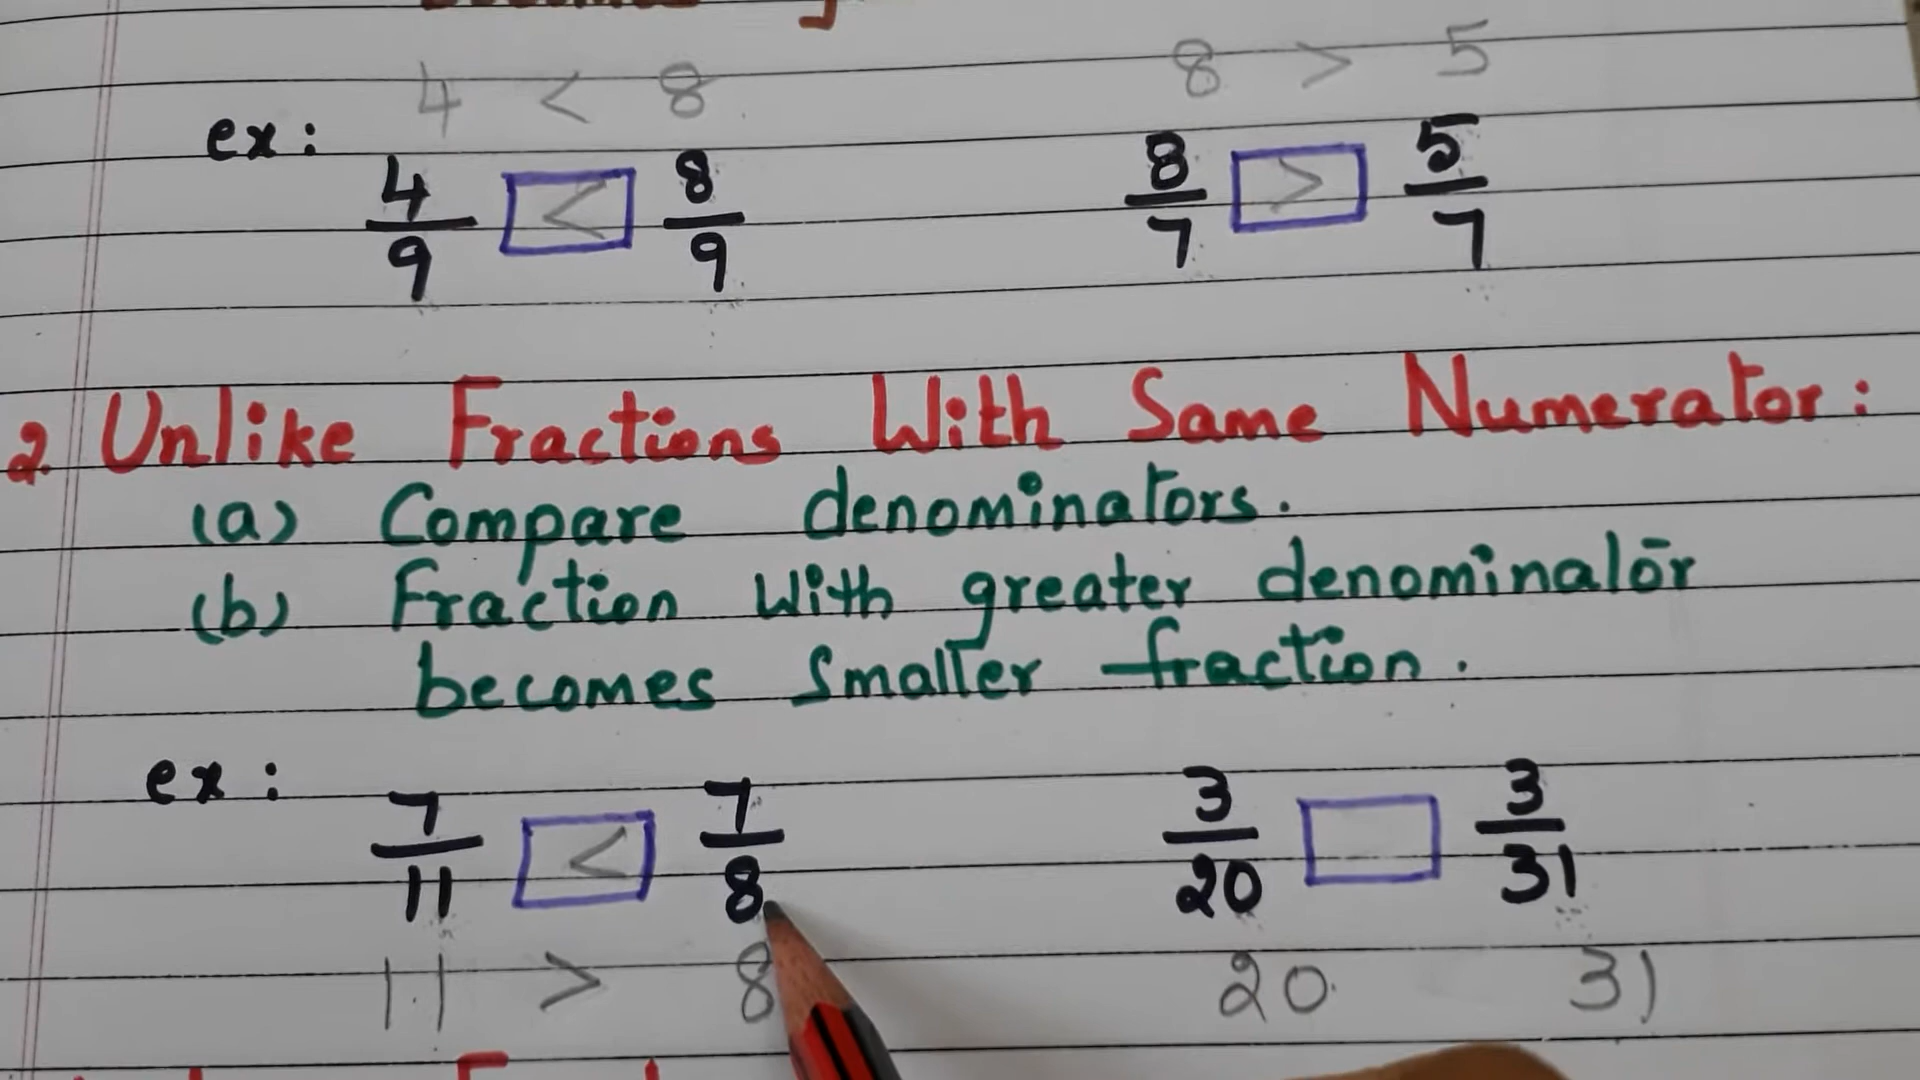 4 < 8 8 > 5
ex: 4/9 < 8/9 8/7 > 5/7
2. Unlike Fractions With Same Numerator:
(a) Compare denominators.
(b) Fraction with greater denominator
becomes Smaller fraction.
ex: 7/11 < 7/8 3/20 3/31
11 > 8 20 31